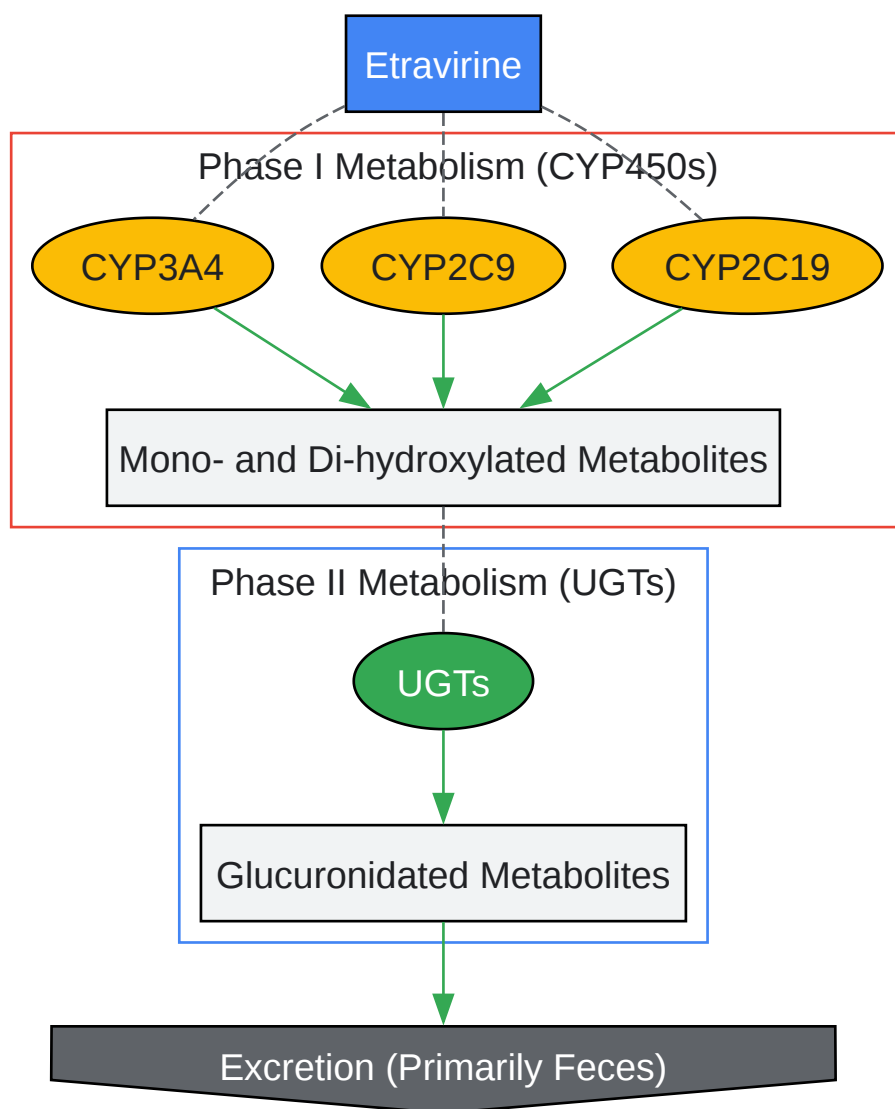 Etravirine
Phase I Metabolism (CYP450s)
CYP3A4
CYP2C9
CYP2C19
Mono- and Di-hydroxylated Metabolites
Phase II Metabolism (UGTs)
UGTs
Glucuronidated Metabolites
Excretion (Primarily Feces)